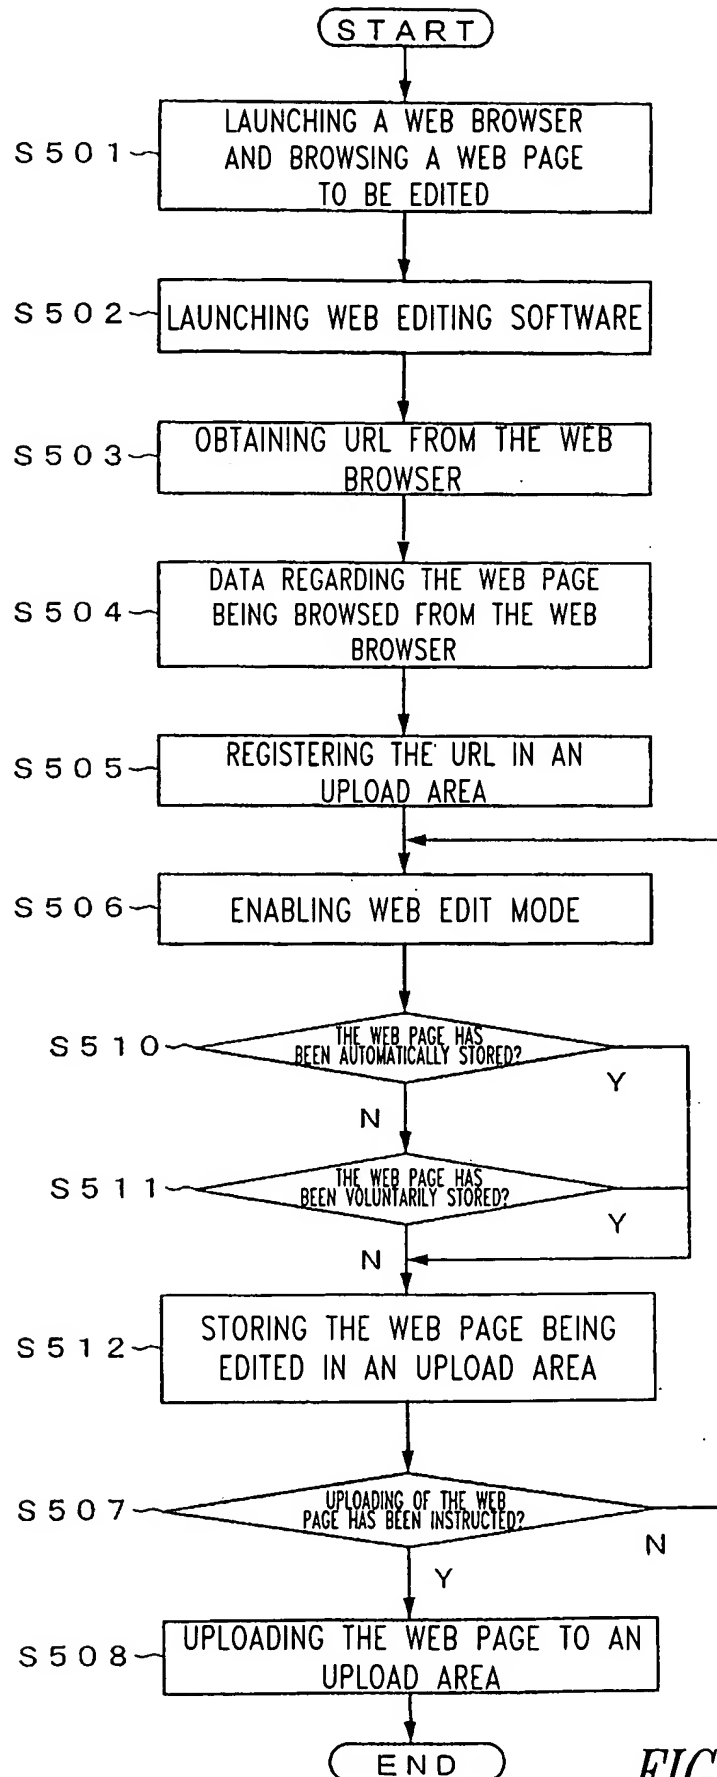 START
S501
LAUNCHING A WEB BROWSER
AND BROWSING A WEB PAGE
TO BE EDITED
S502
LAUNCHING WEB EDITING SOFTWARE
S503
OBTAINING URL FROM THE WEB
BROWSER
S504
DATA REGARDING THE WEB PAGE
BEING BROWSED FROM THE WEB
BROWSER
S505
REGISTERING THE URL IN AN
UPLOAD AREA
S506
ENABLING WEB EDIT MODE
S510
THE WEB PAGE HAS
BEEN AUTOMATICALLY STORED?
Y
N
S511
THE WEB PAGE HAS
BEEN VOLUNTARILY STORED?
Y
N
S512
STORING THE WEB PAGE BEING
EDITED IN AN UPLOAD AREA
S507
UPLOADING OF THE WEB
PAGE HAS BEEN INSTRUCTED?
N
Y
S508
UPLOADING THE WEB PAGE TO AN
UPLOAD AREA
END
FIG